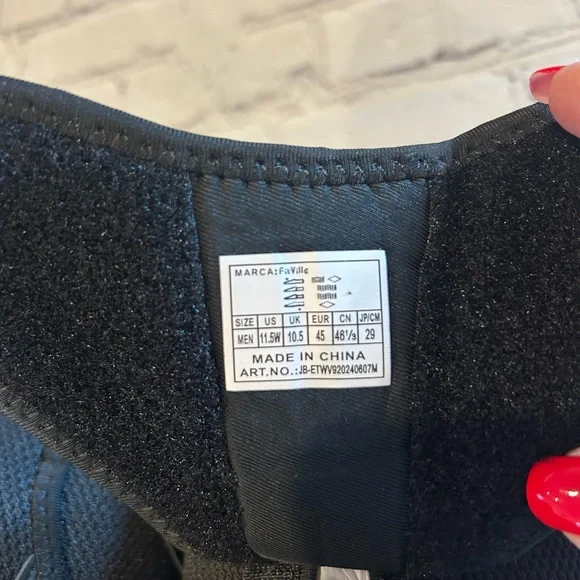 MARCA:FitVille
SIZE US UK EUR CN JP/CM
MEN 11.5W 10.5 45 46⅓ 29
MADE IN CHINA
ART.NO.:JB-ETWV920240607M